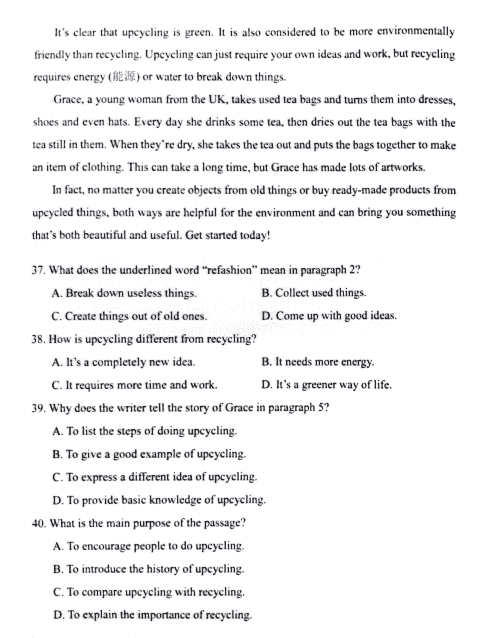 It's clear that upcycling is green. It is also considered to be more environmentally
friendly than recycling. Upcycling can just require your own ideas and work, but recycling
requires energy (能源) or water to break down things.
Grace, a young woman from the UK, takes used tea bags and turns them into dresses,
shoes and even hats. Every day she drinks some tea, then dries out the tea bags with the
tea still in them. When they're dry, she takes the tea out and puts the bags together to make
an item of clothing. This can take a long time, but Grace has made lots of artworks.
In fact, no matter you create objects from old things or buy ready-made products from
upcycled things, both ways are helpful for the environment and can bring you something
that's both beautiful and useful. Get started today!
37. What does the underlined word "refashion" mean in paragraph 2?
A. Break down useless things. B. Collect used things.
C. Create things out of old ones. D. Come up with good ideas.
38. How is upcycling different from recycling?
A. It's a completely new idea. B. It needs more energy.
C. It requires more time and work. D. It's a greener way of life.
39. Why does the writer tell the story of Grace in paragraph 5?
A. To list the steps of doing upcycling.
B. To give a good example of upcycling.
C. To express a different idea of upcycling.
D. To provide basic knowledge of upcycling.
40. What is the main purpose of the passage?
A. To encourage people to do upcycling.
B. To introduce the history of upcycling.
C. To compare upcycling with recycling.
D. To explain the importance of recycling.